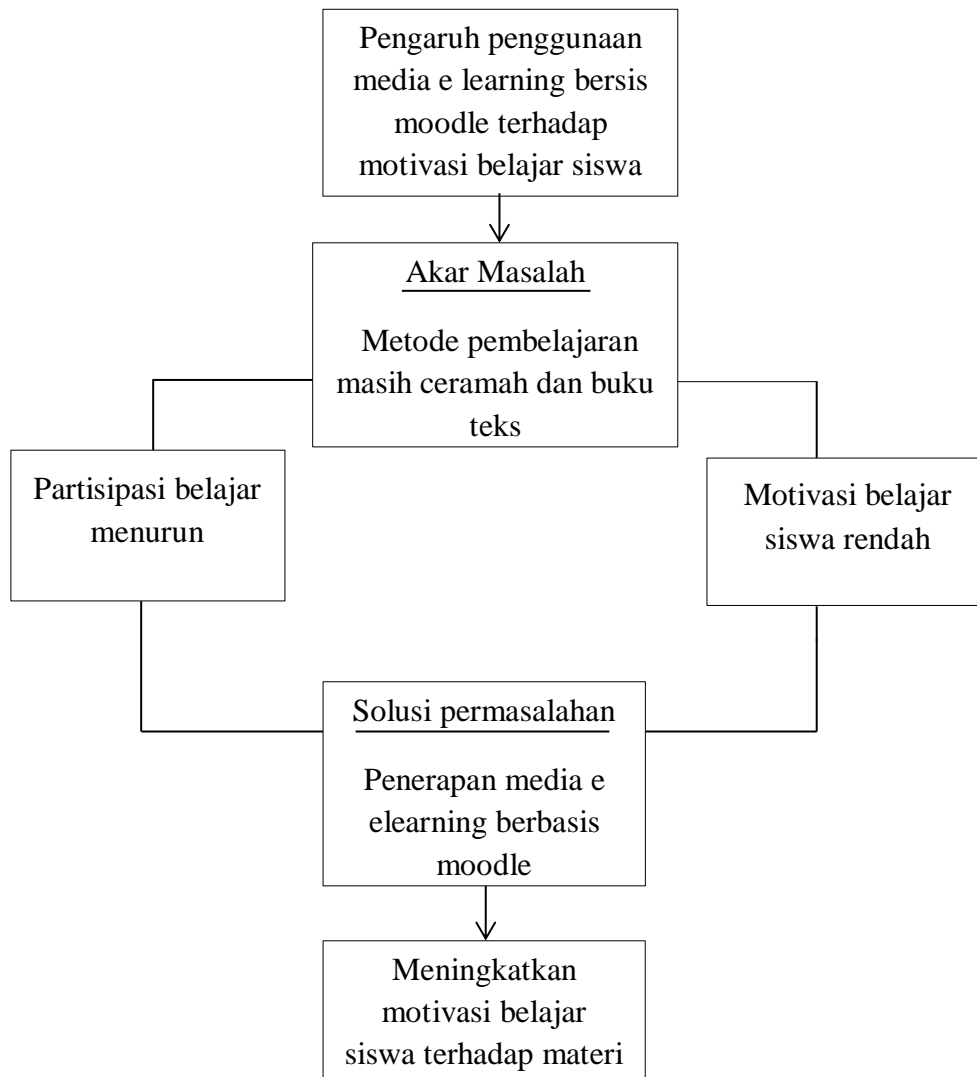 Pengaruh penggunaan
media e learning bersis
moodle terhadap
motivasi belajar siswa
Akar Masalah
Metode pembelajaran
masih ceramah dan buku
teks
Partisipasi belajar
menurun
Motivasi belajar
siswa rendah
Solusi permasalahan
Penerapan media e
elearning berbasis
moodle
Meningkatkan
motivasi belajar
siswa terhadap materi